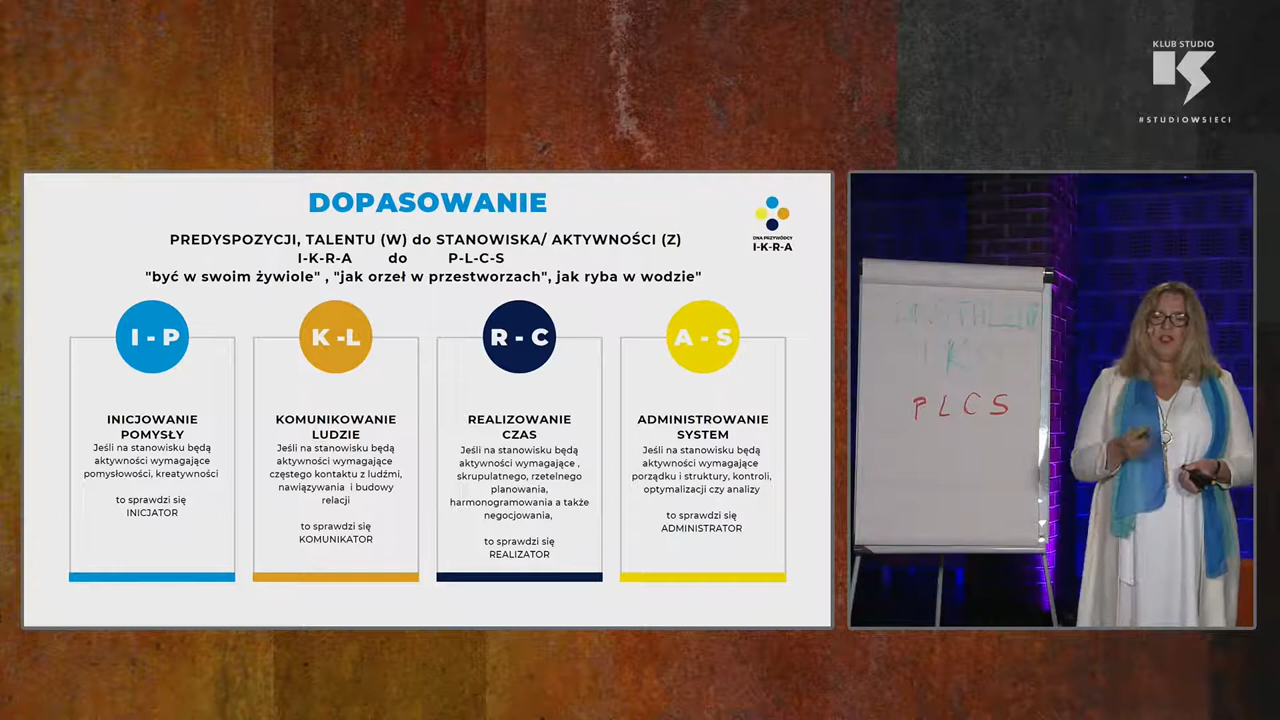 KLUB STUDIO
#STUDIOWSIECI
DOPASOWANIE
PREDYSPOZYCJI, TALENTU (W) do STANOWISKA/ AKTYWNOŚCI (Z)
I-K-R-A do P-L-C-S
"być w swoim żywiole" , "jak orzeł w przestworzach", jak ryba w wodzie"
DNA PRZYWÓDCY
I-K-R-A
I - P
INICJOWANIE
POMYSŁY
Jeśli na stanowisku będą
aktywności wymagające
pomysłowości, kreatywności
to sprawdzi się
INICJATOR
K -L
KOMUNIKOWANIE
LUDZIE
Jeśli na stanowisku będą
aktywności wymagające
częstego kontaktu z ludźmi,
nawiązywania i budowy
relacji
to sprawdzi się
KOMUNIKATOR
R - C
REALIZOWANIE
CZAS
Jeśli na stanowisku będą
aktywności wymagające ,
skrupulatnego, rzetelnego
planowania,
harmonogramowania a także
negocjowania,
to sprawdzi się
REALIZATOR
A - S
ADMINISTROWANIE
SYSTEM
Jeśli na stanowisku będą
aktywności wymagające
porządku i struktury, kontroli,
optymalizacji czy analizy
to sprawdzi się
ADMINISTRATOR
P L C S